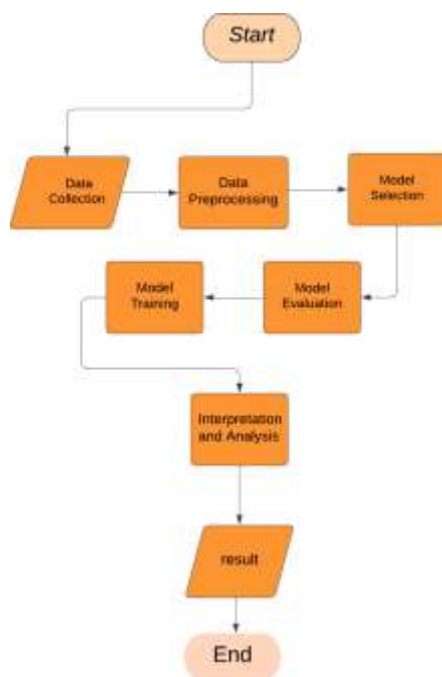 Start
Data
Collection
Data
Preprocessing
Model
Selection
Model
Evaluation
Model
Training
Interpretation
and Analysis
result
End